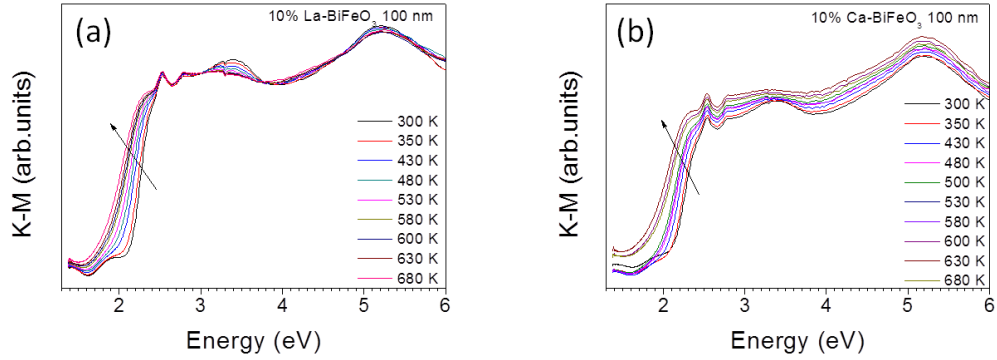 (a)
10% La-BiFeO3 100 nm
K-M (arb.units)
300 K
350 K
430 K
480 K
530 K
580 K
600 K
630 K
680 K
2 3 4 5 6
Energy (eV)
(b)
10% Ca-BiFeO3 100 nm
K-M (arb.units)
300 K
350 K
430 K
480 K
500 K
530 K
580 K
600 K
630 K
680 K
2 3 4 5 6
Energy (eV)